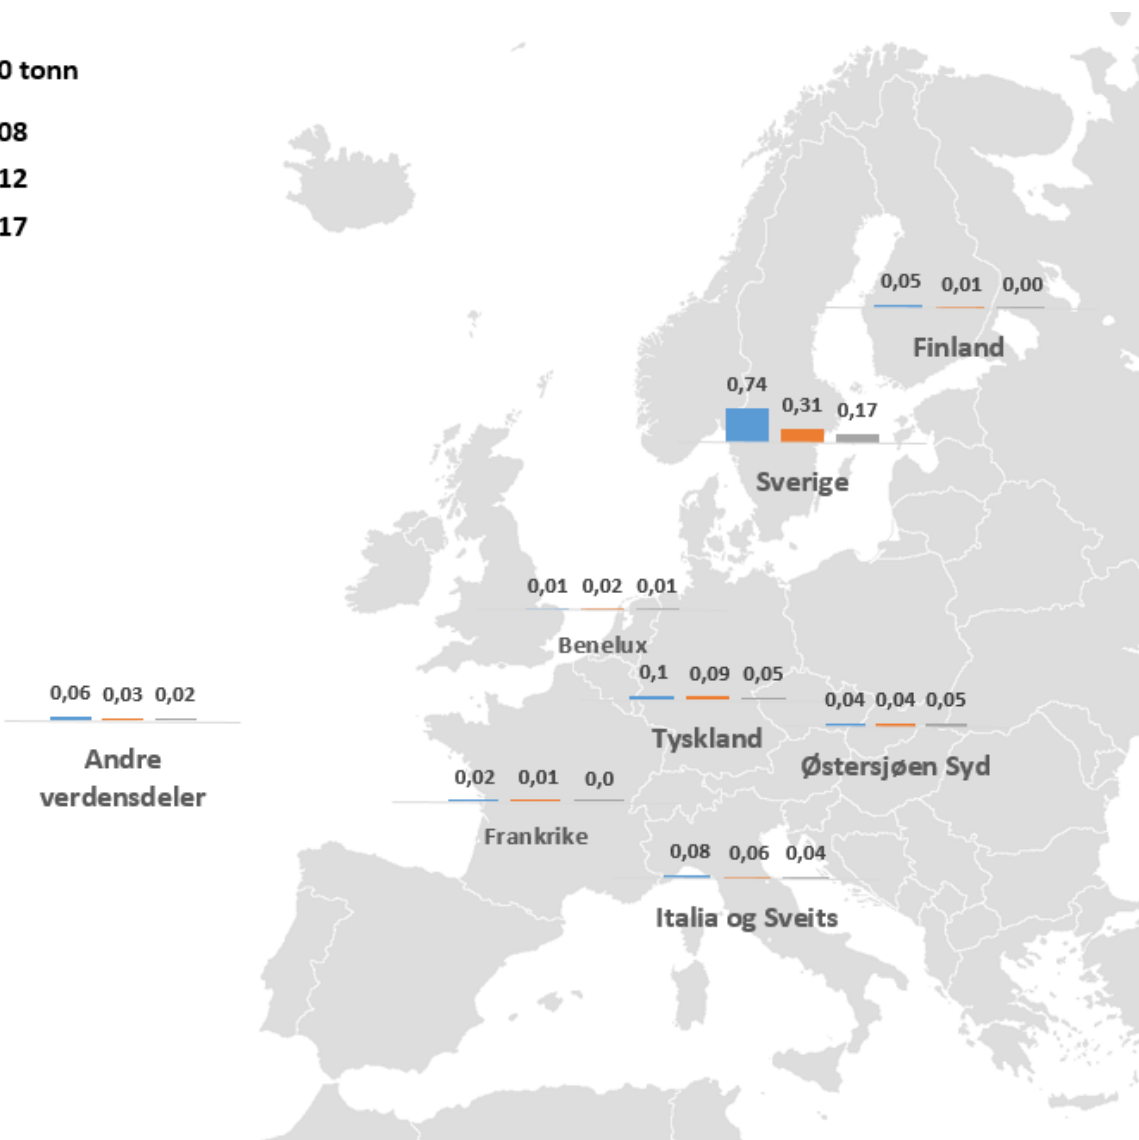 0 tonn
08
12
17
0,05 0,01 0,00
Finland
0,74 0,31 0,17
Sverige
0,01 0,02 0,01
Benelux
0,1 0,09 0,05
Tyskland
0,04 0,04 0,05
Østersjøen Syd
0,06 0,03 0,02
Andre
verdensdeler
0,02 0,01 0,0
Frankrike
0,08 0,06 0,04
Italia og Sveits